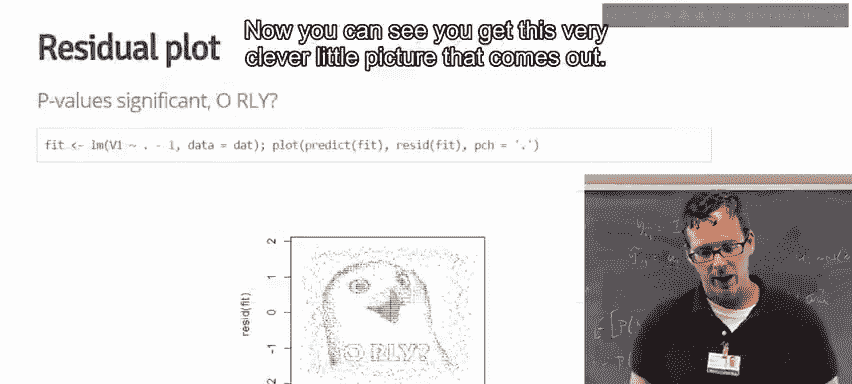 Residual plot
Now you can see you get this very
clever little picture that comes out.
P-values significant, O RLY?
fit <- lm(V1 ~ . - 1, data = dat); plot(predict(fit), resid(fit), pch = '.')
2
1
0
-1
-2
resid(fit)
O RLY?